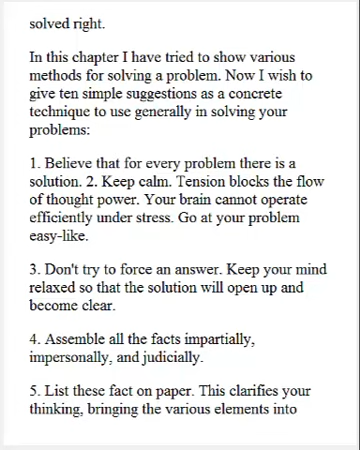 solved right.
In this chapter I have tried to show various
methods for solving a problem. Now I wish to
give ten simple suggestions as a concrete
technique to use generally in solving your
problems:
1. Believe that for every problem there is a
solution. 2. Keep calm. Tension blocks the flow
of thought power. Your brain cannot operate
efficiently under stress. Go at your problem
easy-like.
3. Don't try to force an answer. Keep your mind
relaxed so that the solution will open up and
become clear.
4. Assemble all the facts impartially,
impersonally, and judicially.
5. List these fact on paper. This clarifies your
thinking, bringing the various elements into